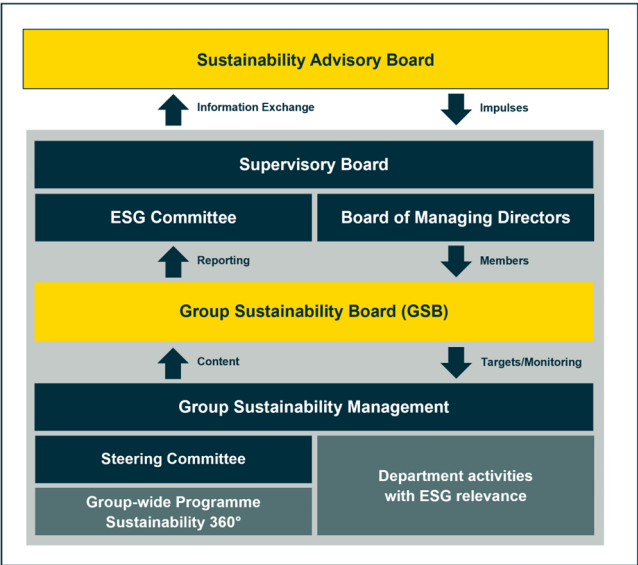 Sustainability Advisory Board
Information Exchange
Impulses
Supervisory Board
ESG Committee
Board of Managing Directors
Reporting
Members
Group Sustainability Board (GSB)
Content
Targets/Monitoring
Group Sustainability Management
Steering Committee
Group-wide Programme
Sustainability 360°
Department activities
with ESG relevance